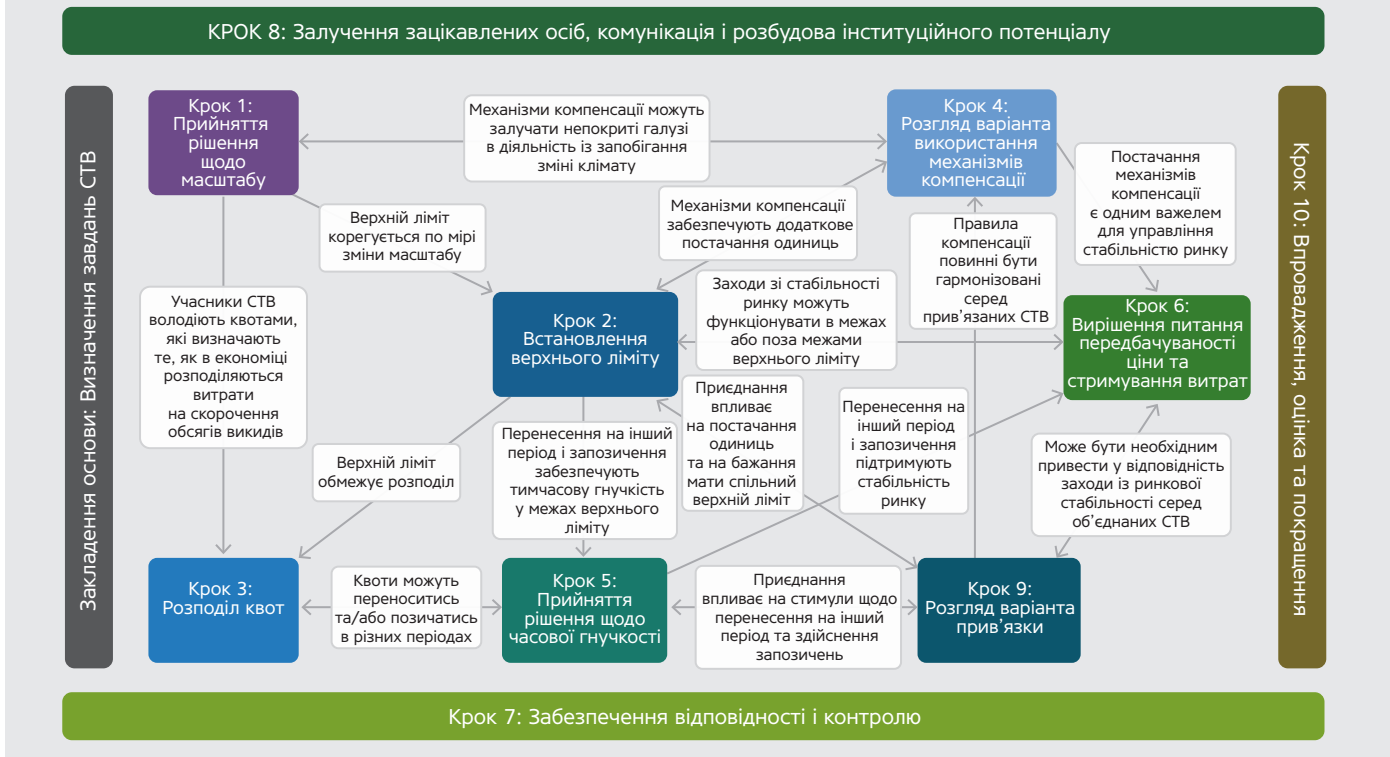 КРОК 8: Залучення зацікавлених осіб, комунікація і розбудова інституційного потенціалу
Закладення основи: Визначення завдань СТВ
Крок 1:
Прийняття
рішення
щодо
масштабу
Механізми компенсації можуть
залучати непокриті галузі
в діяльність із запобігання
зміні клімату
Крок 4:
Розгляд варіанта
використання
механізмів
компенсації
Постачання
механізмів
компенсації
є одним важелем
для управління
стабільністю ринку
Крок 10: Впровадження, оцінка та покращення
Верхній ліміт
корегується по мірі
зміни масштабу
Механізми компенсації
забезпечують додаткове
постачання одиниць
Правила
компенсації
повинні бути
гармонізовані
серед
прив’язаних СТВ
Учасники СТВ
володіють квотами,
які визначають
те, як в економіці
розподіляються
витрати
на скорочення
обсягів викидів
Крок 2:
Встановлення
верхнього ліміту
Заходи зі стабільності
ринку можуть
функціонувати в межах
або поза межами
верхнього ліміту
Крок 6:
Вирішення питання
передбачуваності
ціни та
стримування витрат
Верхній ліміт
обмежує розподіл
Перенесення на інший
період і запозичення
забезпечують
тимчасову гнучкість
у межах верхнього
ліміту
Приєднання
впливає
на постачання
одиниць
та на бажання
мати спільний
верхній ліміт
Перенесення на
інший період
і запозичення
підтримують
стабільність
ринку
Може бути необхідним
привести у відповідність
заходи із ринкової
стабільності серед
об’єднаних СТВ
Крок 3:
Розподіл квот
Квоти можуть
переноситись
та/або позичатись
в різних періодах
Крок 5:
Прийняття
рішення щодо
часової гнучкості
Приєднання
впливає на стимули щодо
перенесення на інший
період та здійснення
запозичень
Крок 9:
Розгляд варіанта
прив’язки
Крок 7: Забезпечення відповідності і контролю